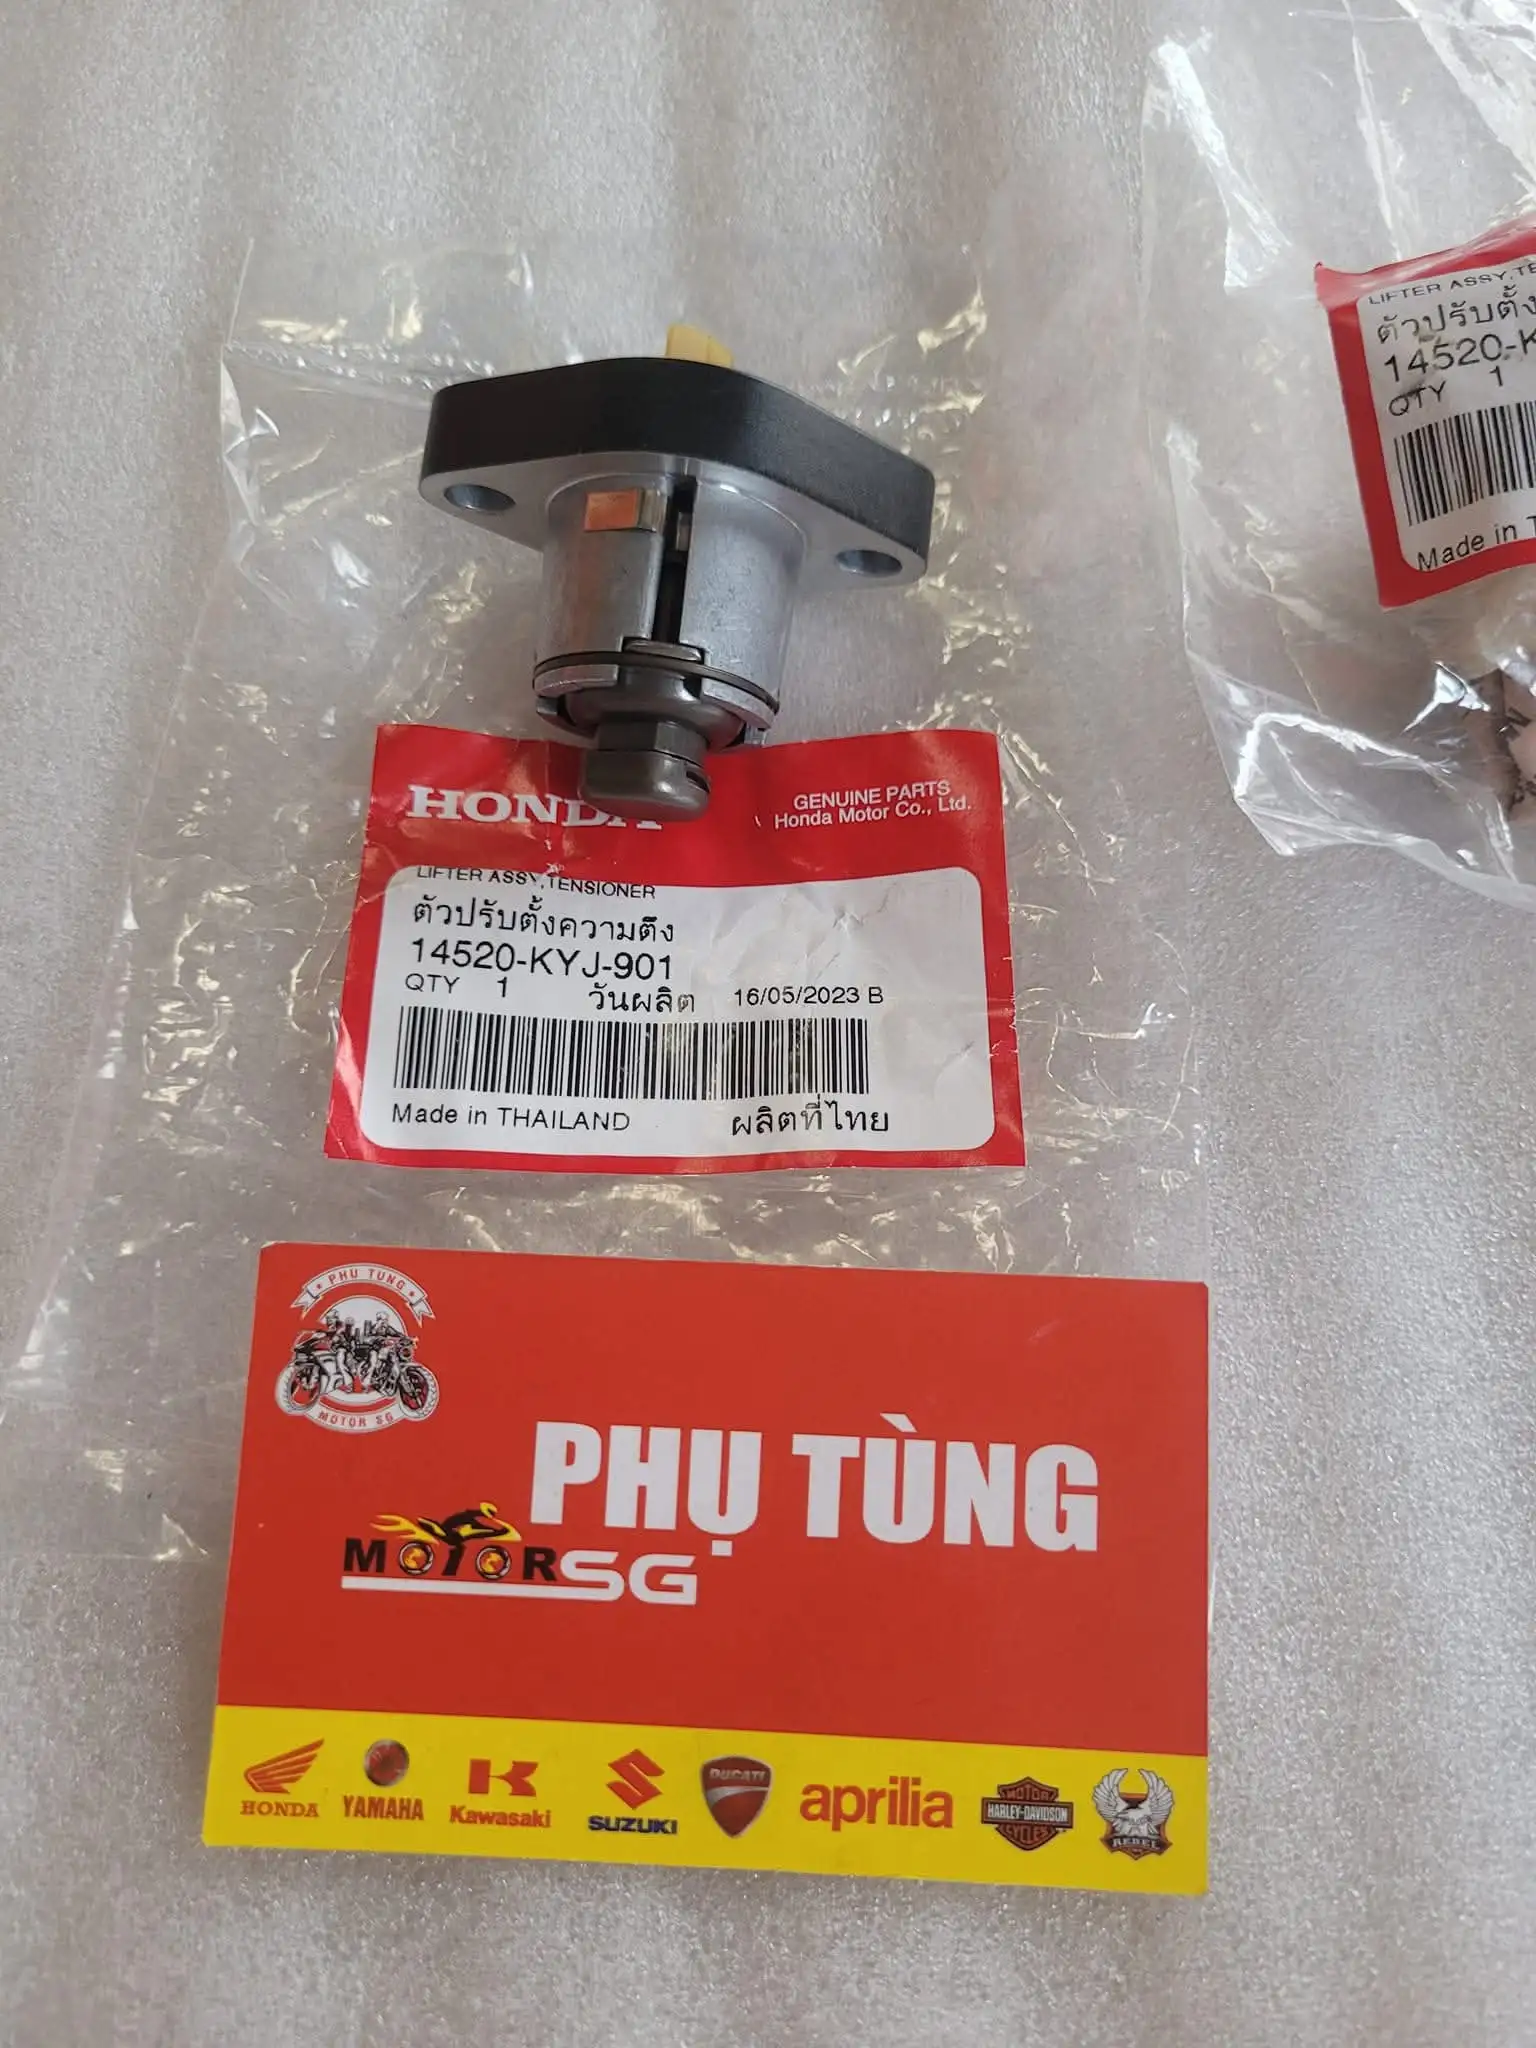 HONDA
GENUINE PARTS
Honda Motor Co., Ltd.
LIFTER ASSY,TENSIONER
ตัวปรับตั้งความตึง
14520-KYJ-901
QTY 1 วันผลิต 16/05/2023 B
Made in THAILAND ผลิตที่ไทย
LIFTER ASSY,TE
ตัวปรับตั้ง
14520-K
QTY 1
Made in T
PHU TUNG
MOTOR SG
PHỤ TÙNG
MOTORSG
HONDA
YAMAHA
Kawasaki
SUZUKI
DUCATI
aprilia
MOTOR
HARLEY-DAVIDSON
CYCLES
REBEL